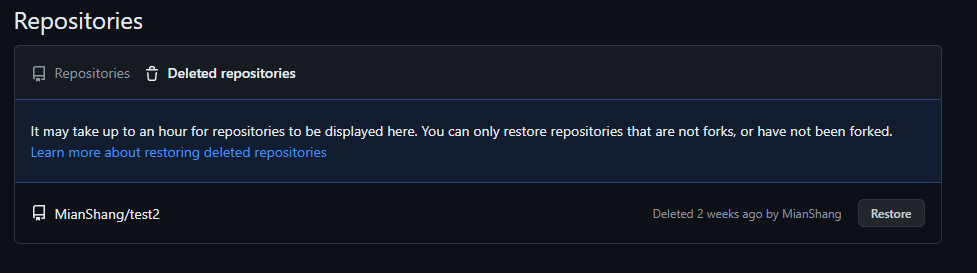 Repositories
Repositories Deleted repositories
It may take up to an hour for repositories to be displayed here. You can only restore repositories that are not forks, or have not been forked.
Learn more about restoring deleted repositories
MianShang/test2 Deleted 2 weeks ago by MianShang Restore